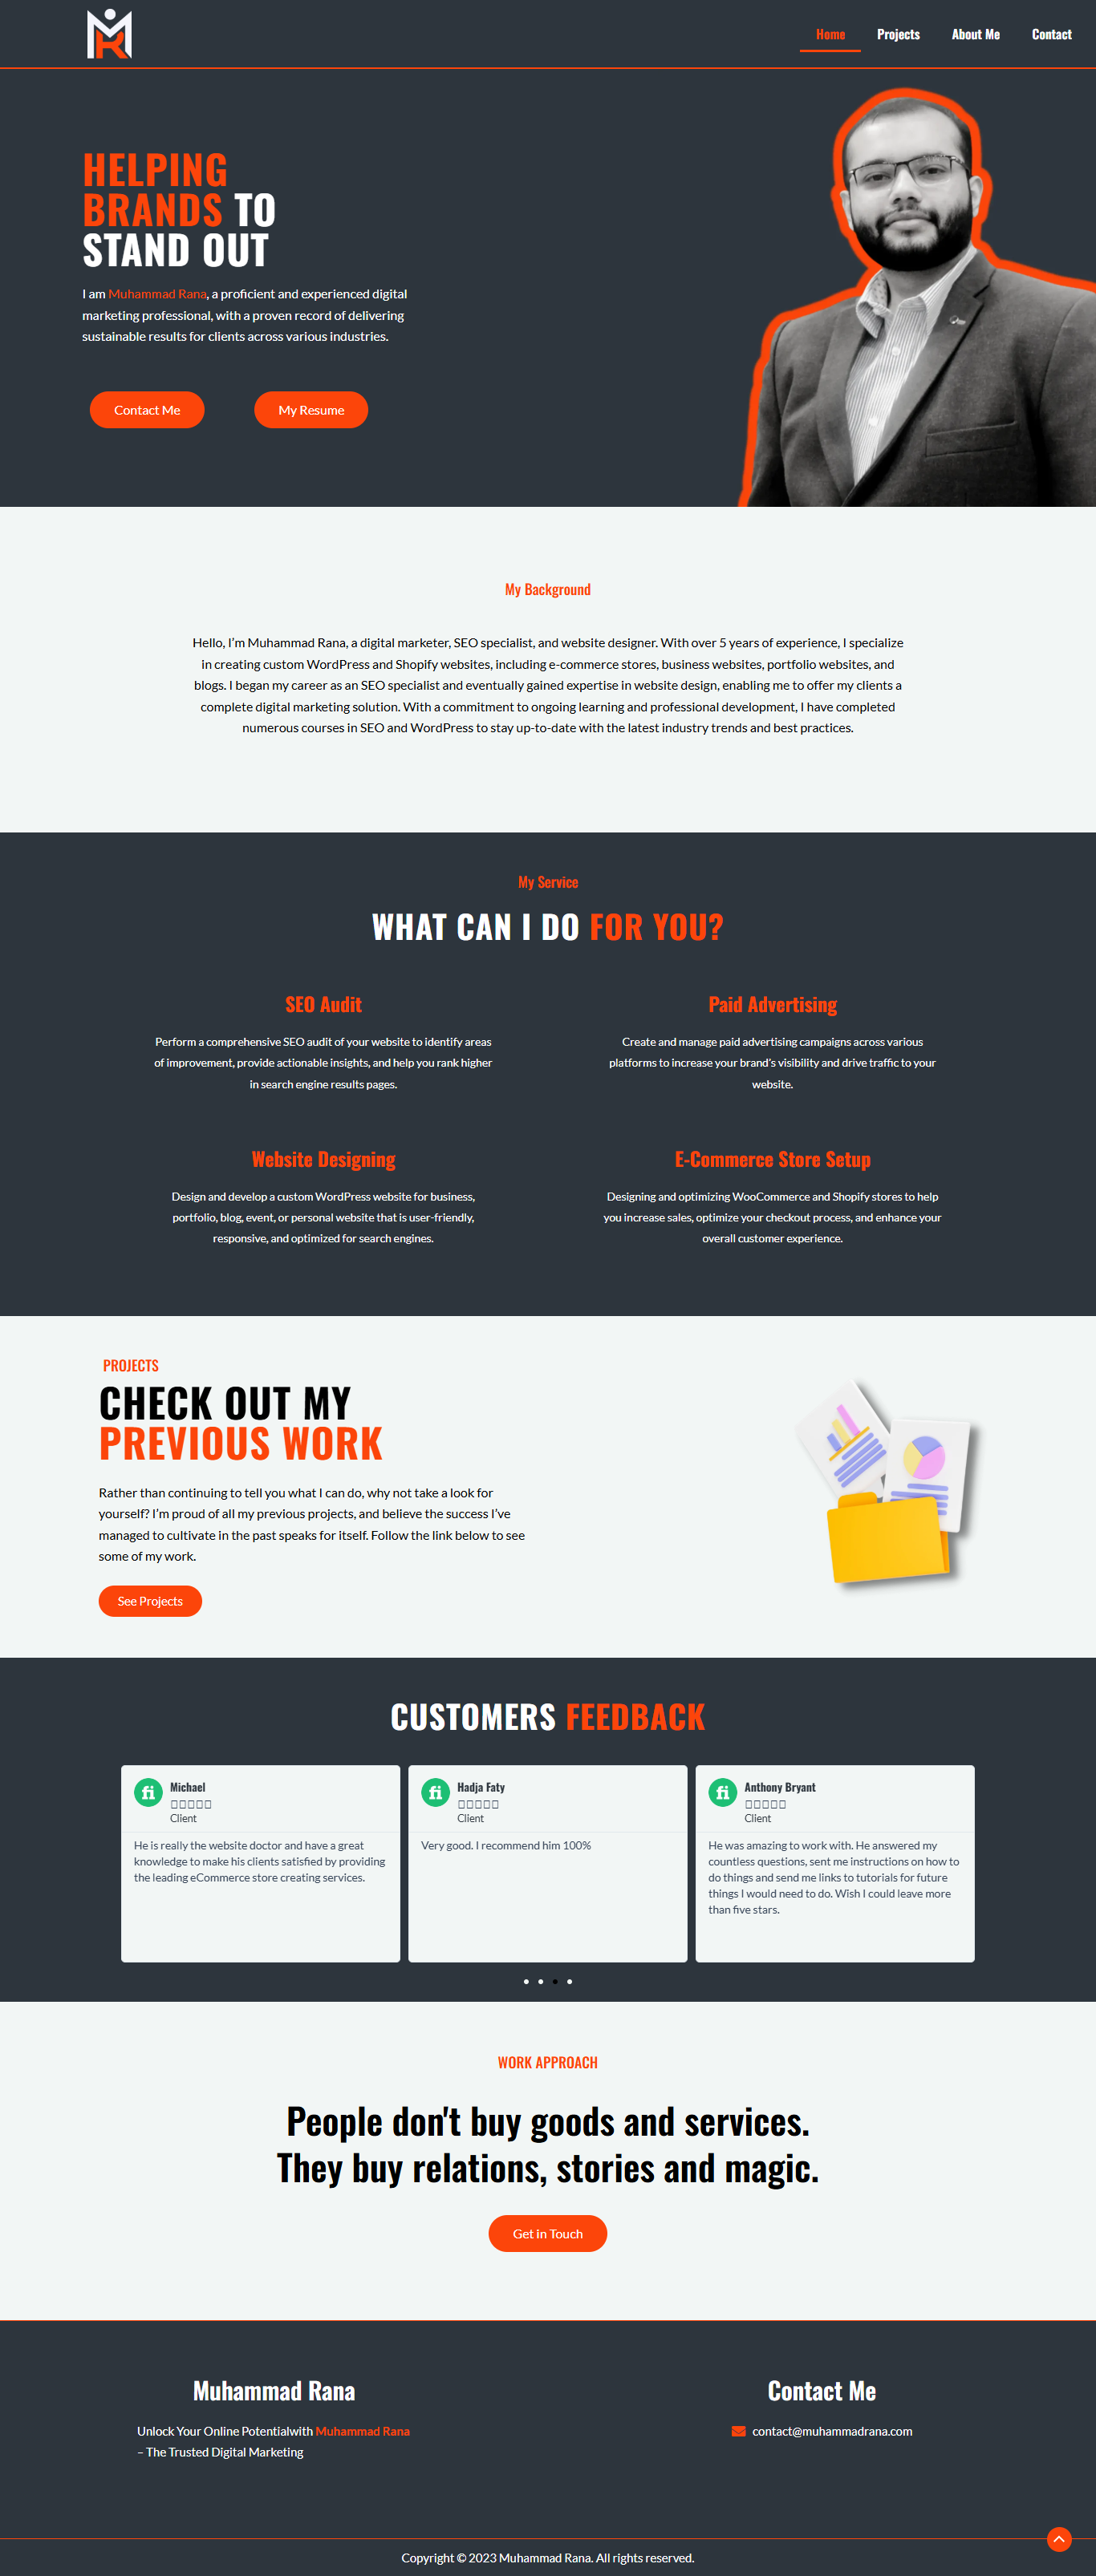 MR
Home Projects About Me Contact
HELPING
BRANDS TO
STAND OUT
I am Muhammad Rana, a proficient and experienced digital
marketing professional, with a proven record of delivering
sustainable results for clients across various industries.
Contact Me My Resume
My Background
Hello, I’m Muhammad Rana, a digital marketer, SEO specialist, and website designer. With over 5 years of experience, I specialize
in creating custom WordPress and Shopify websites, including e-commerce stores, business websites, portfolio websites, and
blogs. I began my career as an SEO specialist and eventually gained expertise in website design, enabling me to offer my clients a
complete digital marketing solution. With a commitment to ongoing learning and professional development, I have completed
numerous courses in SEO and WordPress to stay up-to-date with the latest industry trends and best practices.
My Service
WHAT CAN I DO FOR YOU?
SEO Audit
Perform a comprehensive SEO audit of your website to identify areas
of improvement, provide actionable insights, and help you rank higher
in search engine results pages.
Paid Advertising
Create and manage paid advertising campaigns across various
platforms to increase your brand's visibility and drive traffic to your
website.
Website Designing
Design and develop a custom WordPress website for business,
portfolio, blog, event, or personal website that is user-friendly,
responsive, and optimized for search engines.
E-Commerce Store Setup
Designing and optimizing WooCommerce and Shopify stores to help
you increase sales, optimize your checkout process, and enhance your
overall customer experience.
PROJECTS
CHECK OUT MY
PREVIOUS WORK
Rather than continuing to tell you what I can do, why not take a look for
yourself? I’m proud of all my previous projects, and believe the success I’ve
managed to cultivate in the past speaks for itself. Follow the link below to see
some of my work.
See Projects
CUSTOMERS FEEDBACK
fi Michael
Client
He is really the website doctor and have a great
knowledge to make his clients satisfied by providing
the leading eCommerce store creating services.
fi Hadja Faty
Client
Very good. I recommend him 100%
fi Anthony Bryant
Client
He was amazing to work with. He answered my
countless questions, sent me instructions on how to
do things and send me links to tutorials for future
things I would need to do. Wish I could leave more
than five stars.
WORK APPROACH
People don't buy goods and services.
They buy relations, stories and magic.
Get in Touch
Muhammad Rana
Unlock Your Online Potentialwith Muhammad Rana
– The Trusted Digital Marketing
Contact Me
contact@muhammadrana.com
Copyright © 2023 Muhammad Rana. All rights reserved.